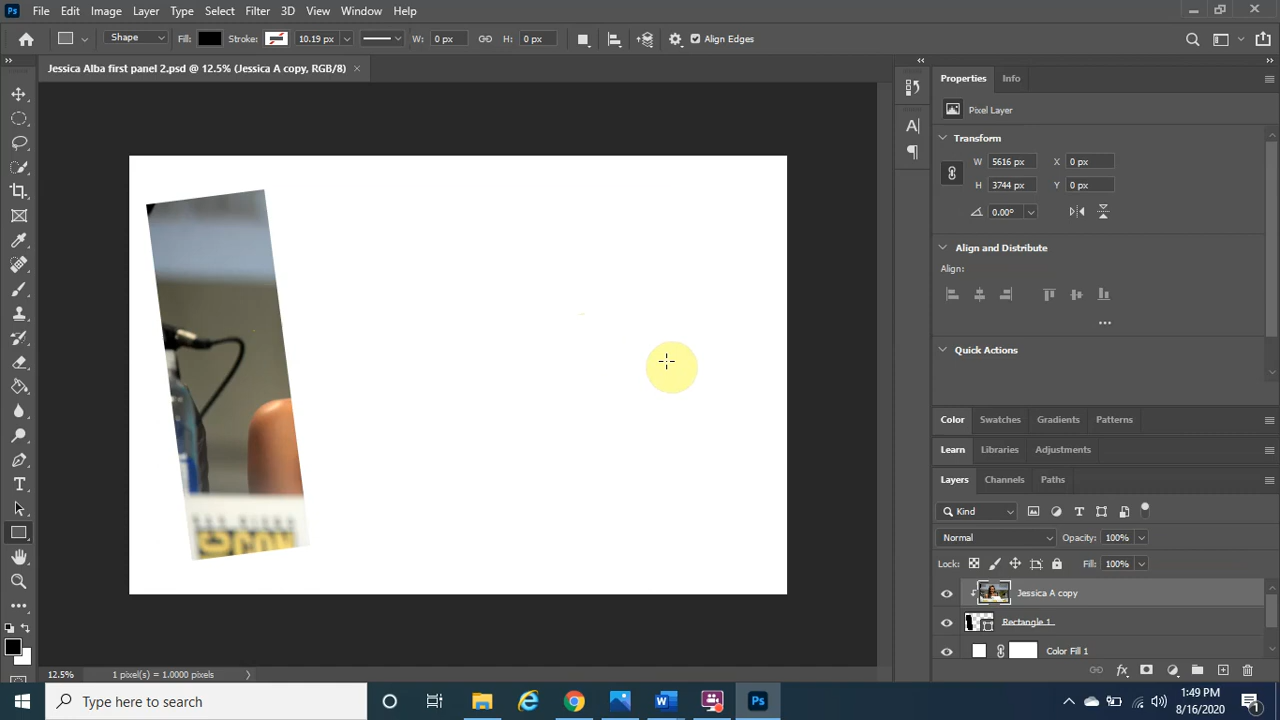 Ps File Edit Image Layer Type Select Filter 3D View Window Help
Shape Fill: Stroke: 10.19 px W: 0 px H: 0 px Align Edges
Jessica Alba first panel 2.psd @ 12.5% (Jessica A copy, RGB/8) ×
Properties Info
Pixel Layer
Transform
W 5616 px X 0 px
H 3744 px Y 0 px
0.00°
Align and Distribute
Align:
Quick Actions
Color Swatches Gradients Patterns
Learn Libraries Adjustments
Layers Channels Paths
Kind
Normal Opacity: 100%
Lock: Fill: 100%
Jessica A copy
Rectangle 1
Color Fill 1
CON
12.5% 1 pixel(s) = 1.0000 pixels
Type here to search
1:49 PM
8/16/2020